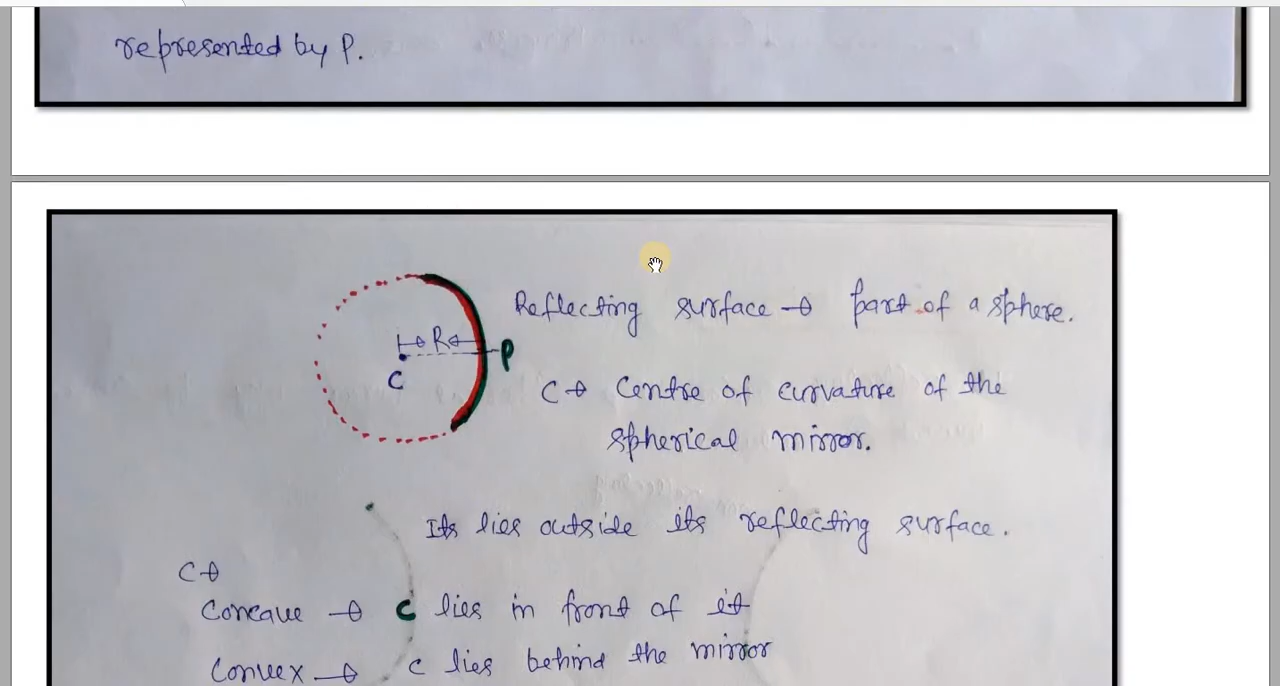 represented by P.
Reflecting surface → part of a sphere.
R
P
C
C → Centre of curvature of the
spherical mirror.
Its lies outside its reflecting surface.
C →
Concave → C lies in front of it
Convex → C lies behind the mirror